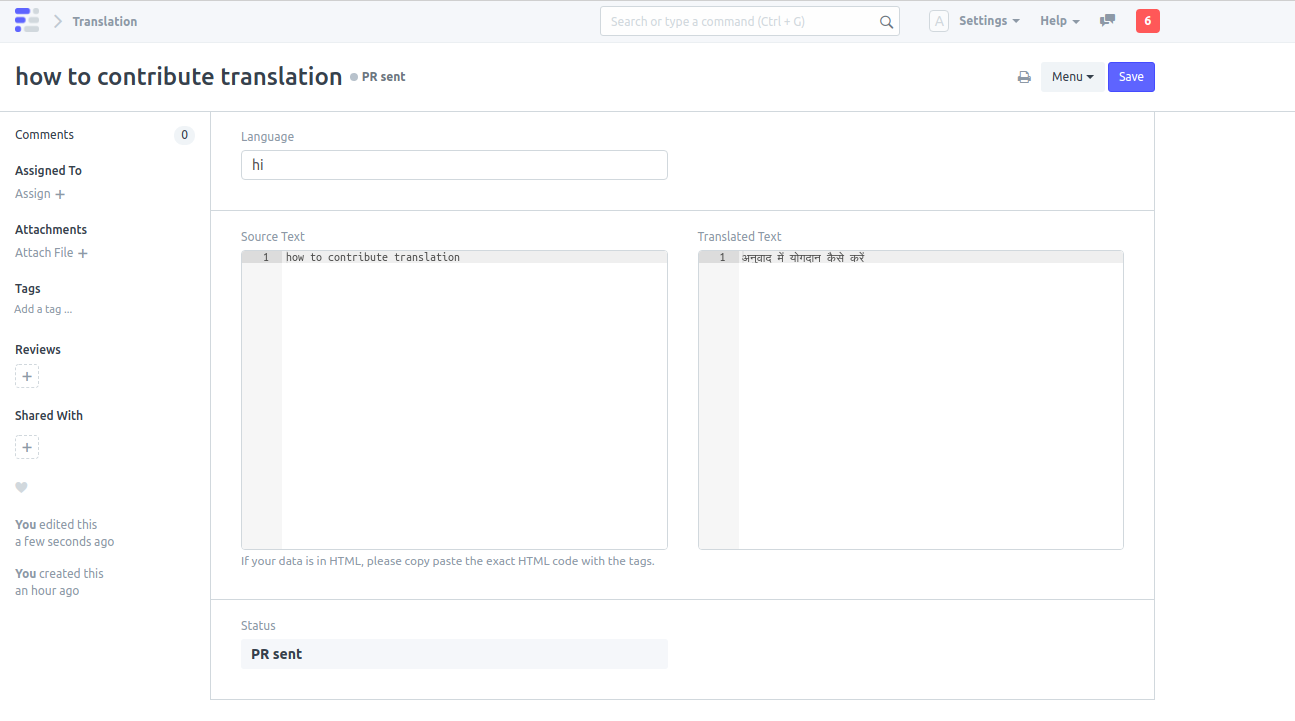 Translation
Search or type a command (Ctrl + G)
A
Settings
Help
6
how to contribute translation
PR sent
Menu
Save
Comments
0
Assigned To
Assign +
Attachments
Attach File +
Tags
Add a tag ...
Reviews
+
Shared With
+
You edited this
a few seconds ago
You created this
an hour ago
Language
hi
Source Text
1 how to contribute translation
If your data is in HTML, please copy paste the exact HTML code with the tags.
Translated Text
1 अनुवाद में योगदान कैसे करें
Status
PR sent